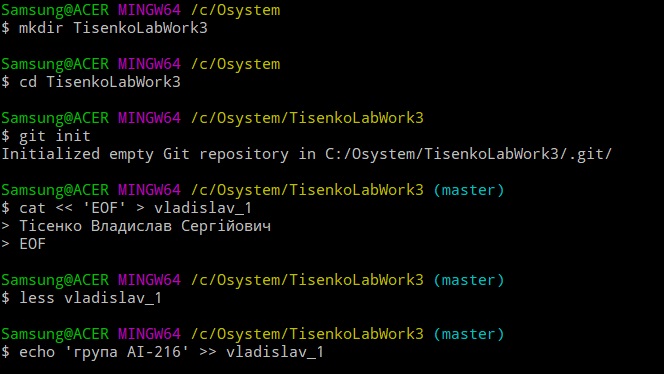 Samsung@ACER MINGW64 /c/Osystem
$ mkdir TisenkoLabWork3
Samsung@ACER MINGW64 /c/Osystem
$ cd TisenkoLabWork3
Samsung@ACER MINGW64 /c/Osystem/TisenkoLabWork3
$ git init
Initialized empty Git repository in C:/Osystem/TisenkoLabWork3/.git/
Samsung@ACER MINGW64 /c/Osystem/TisenkoLabWork3 (master)
$ cat << 'EOF' > vladislav_1
> Тісенко Владислав Сергійович
> EOF
Samsung@ACER MINGW64 /c/Osystem/TisenkoLabWork3 (master)
$ less vladislav_1
Samsung@ACER MINGW64 /c/Osystem/TisenkoLabWork3 (master)
$ echo 'група АІ-216' >> vladislav_1